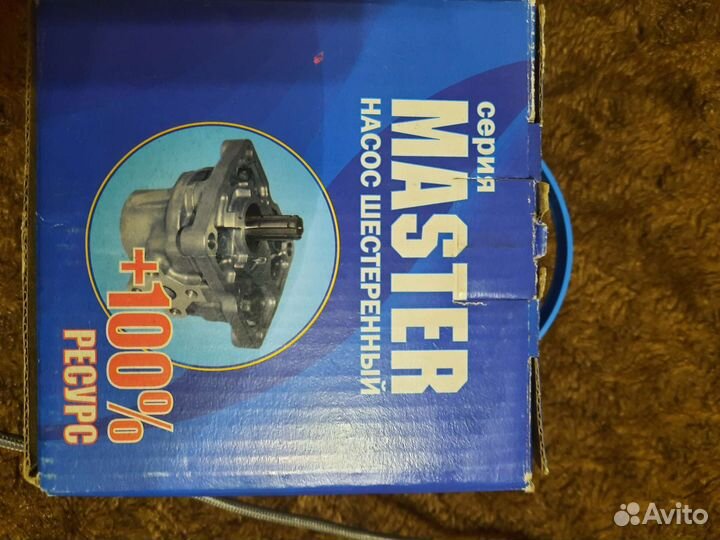 серия
MASTER
НАСОС ШЕСТЕРЕННЫЙ
+100%
РЕСУРС
Avito